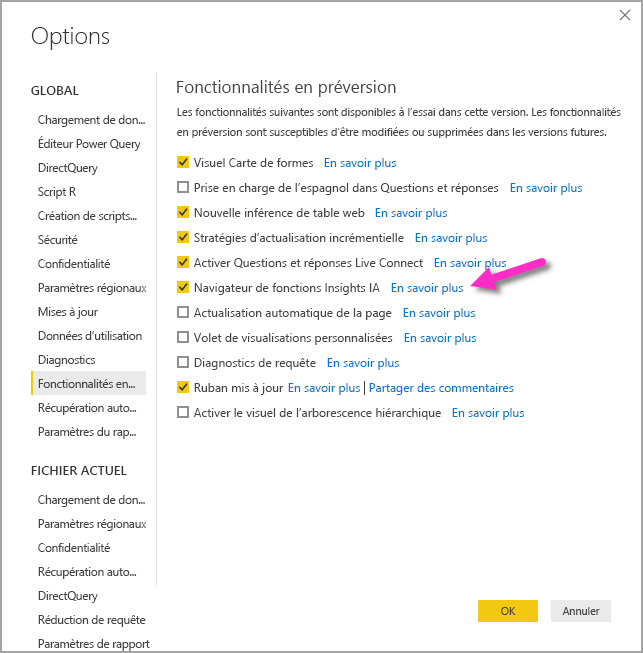 Options
GLOBAL
Chargement de don...
Éditeur Power Query
DirectQuery
Script R
Création de scripts...
Sécurité
Confidentialité
Paramètres régionaux
Mises à jour
Données d'utilisation
Diagnostics
Fonctionnalités en...
Récupération auto...
Paramètres du rap...
FICHIER ACTUEL
Chargement de don...
Paramètres régionaux
Confidentialité
Récupération auto...
DirectQuery
Réduction de requête
Paramètres de rapport
Fonctionnalités en préversion
Les fonctionnalités suivantes sont disponibles à l'essai dans cette version. Les fonctionnalités
en préversion sont susceptibles d'être modifiées ou supprimées dans les versions futures.
Visuel Carte de formes En savoir plus
Prise en charge de l'espagnol dans Questions et réponses En savoir plus
Nouvelle inférence de table web En savoir plus
Stratégies d'actualisation incrémentielle En savoir plus
Activer Questions et réponses Live Connect En savoir plus
Navigateur de fonctions Insights IA En savoir plus
Actualisation automatique de la page En savoir plus
Volet de visualisations personnalisées En savoir plus
Diagnostics de requête En savoir plus
Ruban mis à jour En savoir plus | Partager des commentaires
Activer le visuel de l'arborescence hiérarchique En savoir plus
OK
Annuler